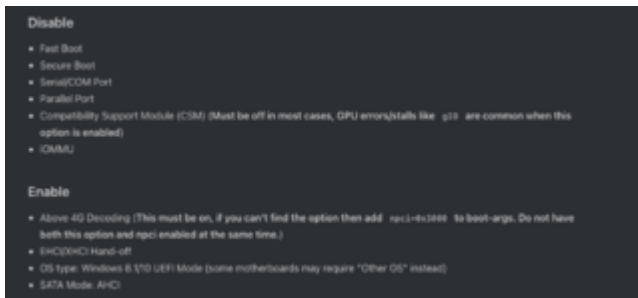 Disable
• Fast Boot
• Secure Boot
• Serial/COM Port
• Parallel Port
• Compatibility Support Module (CSM) (Must be off in most cases, GPU errors/stalls like gIO are common when this
option is enabled)
• IOMMU
Enable
• Above 4G Decoding (This must be on, if you can't find the option then add npci=0x3000 to boot-args. Do not have
both this option and npci enabled at the same time.)
• EHCI/XHCI Hand-off
• OS type: Windows 8.1/10 UEFI Mode (some motherboards may require "Other OS" instead)
• SATA Mode: AHCI